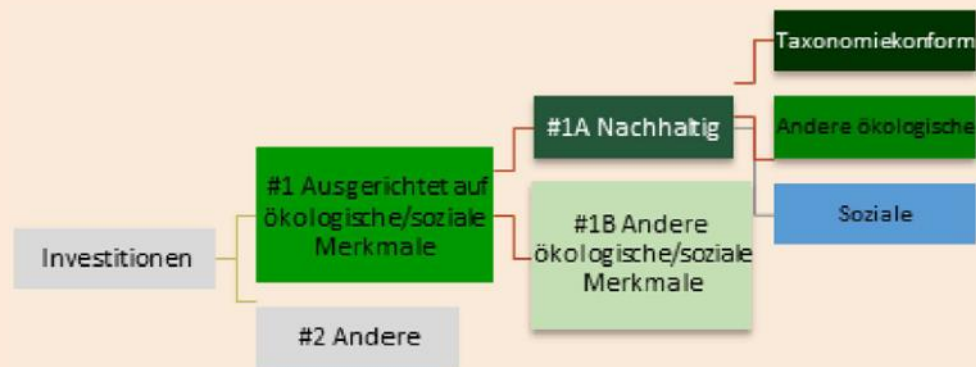 Investitionen
#1 Ausgerichtet auf
ökologische/soziale
Merkmale
#2 Andere
#1A Nachhaltig
#1B Andere
ökologische/soziale
Merkmale
Taxonomiekonform
Andere ökologische
Soziale